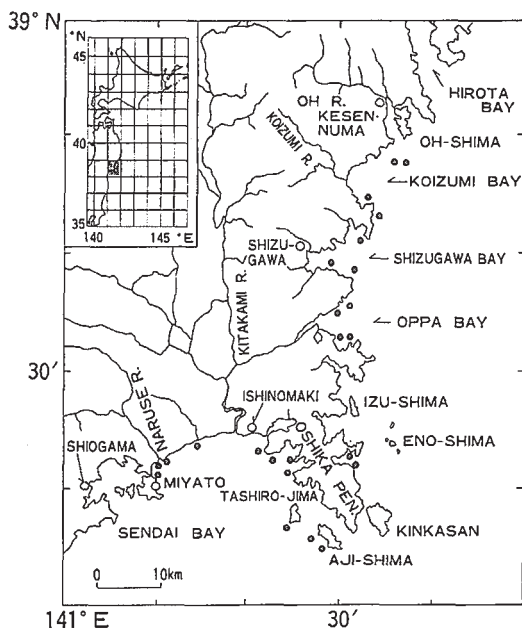 39° N
°N
45
40
35
140
145 °E
OH R.
KESEN-
NUMA
HIROTA
BAY
KOIZUMI R.
OH-SHIMA
KOIZUMI BAY
SHIZU-
GAWA
SHIZUGAWA BAY
KITAKAMI R.
OPPA BAY
30'
NARUSE R.
ISHINOMAKI
IZU-SHIMA
SHIOGAMA
OSHIKA PEN.
ENO-SHIMA
MIYATO
TASHIRO-JIMA
SENDAI BAY
KINKASAN
AJI-SHIMA
0 10km
141° E
30'